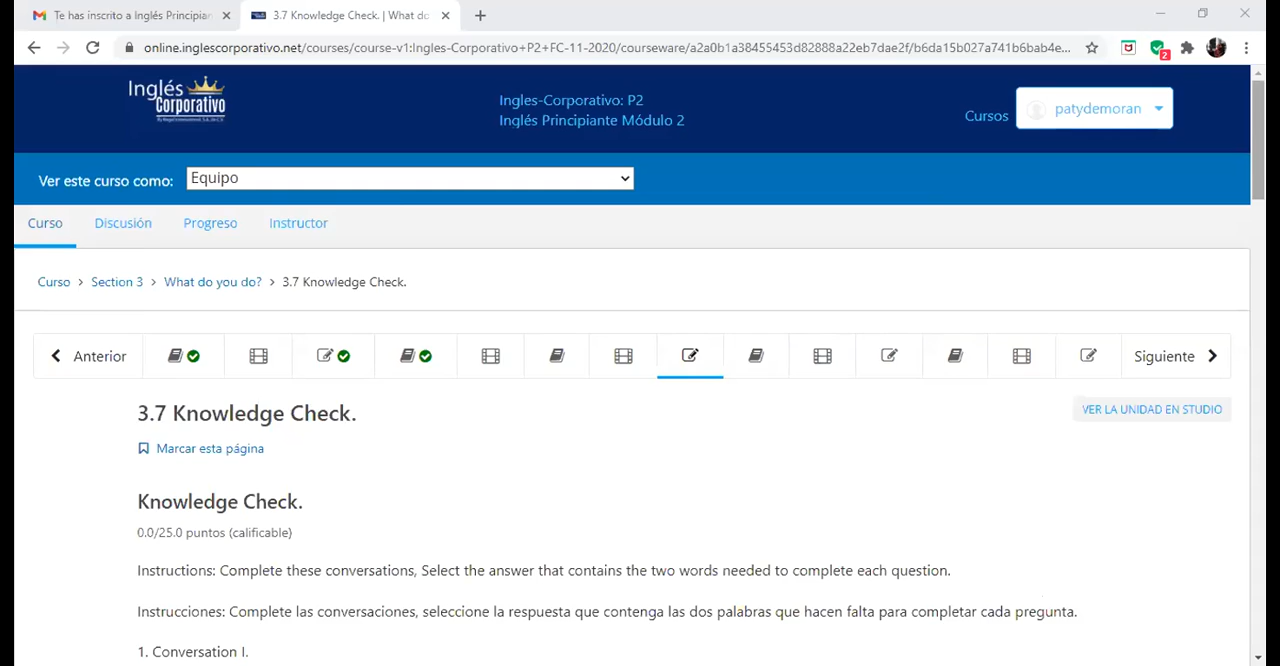 Te has inscrito a Inglés Principian
3.7 Knowledge Check. | What do
online.inglescorporativo.net/courses/course-v1:Ingles-Corporativo+P2+FC-11-2020/courseware/a2a0b1a38455453d82888a22eb7dae2f/b6da15b027a741b6bab4e...
2
Inglés
Corporativo
Ingles-Corporativo: P2
Inglés Principiante Módulo 2
Cursos
patydemoran
Ver este curso como:
Equipo
Curso
Discusión
Progreso
Instructor
Curso > Section 3 > What do you do? > 3.7 Knowledge Check.
Anterior
Siguiente
3.7 Knowledge Check.
VER LA UNIDAD EN STUDIO
Marcar esta página
Knowledge Check.
0.0/25.0 puntos (calificable)
Instructions: Complete these conversations, Select the answer that contains the two words needed to complete each question.
Instrucciones: Complete las conversaciones, seleccione la respuesta que contenga las dos palabras que hacen falta para completar cada pregunta.
1. Conversation I.